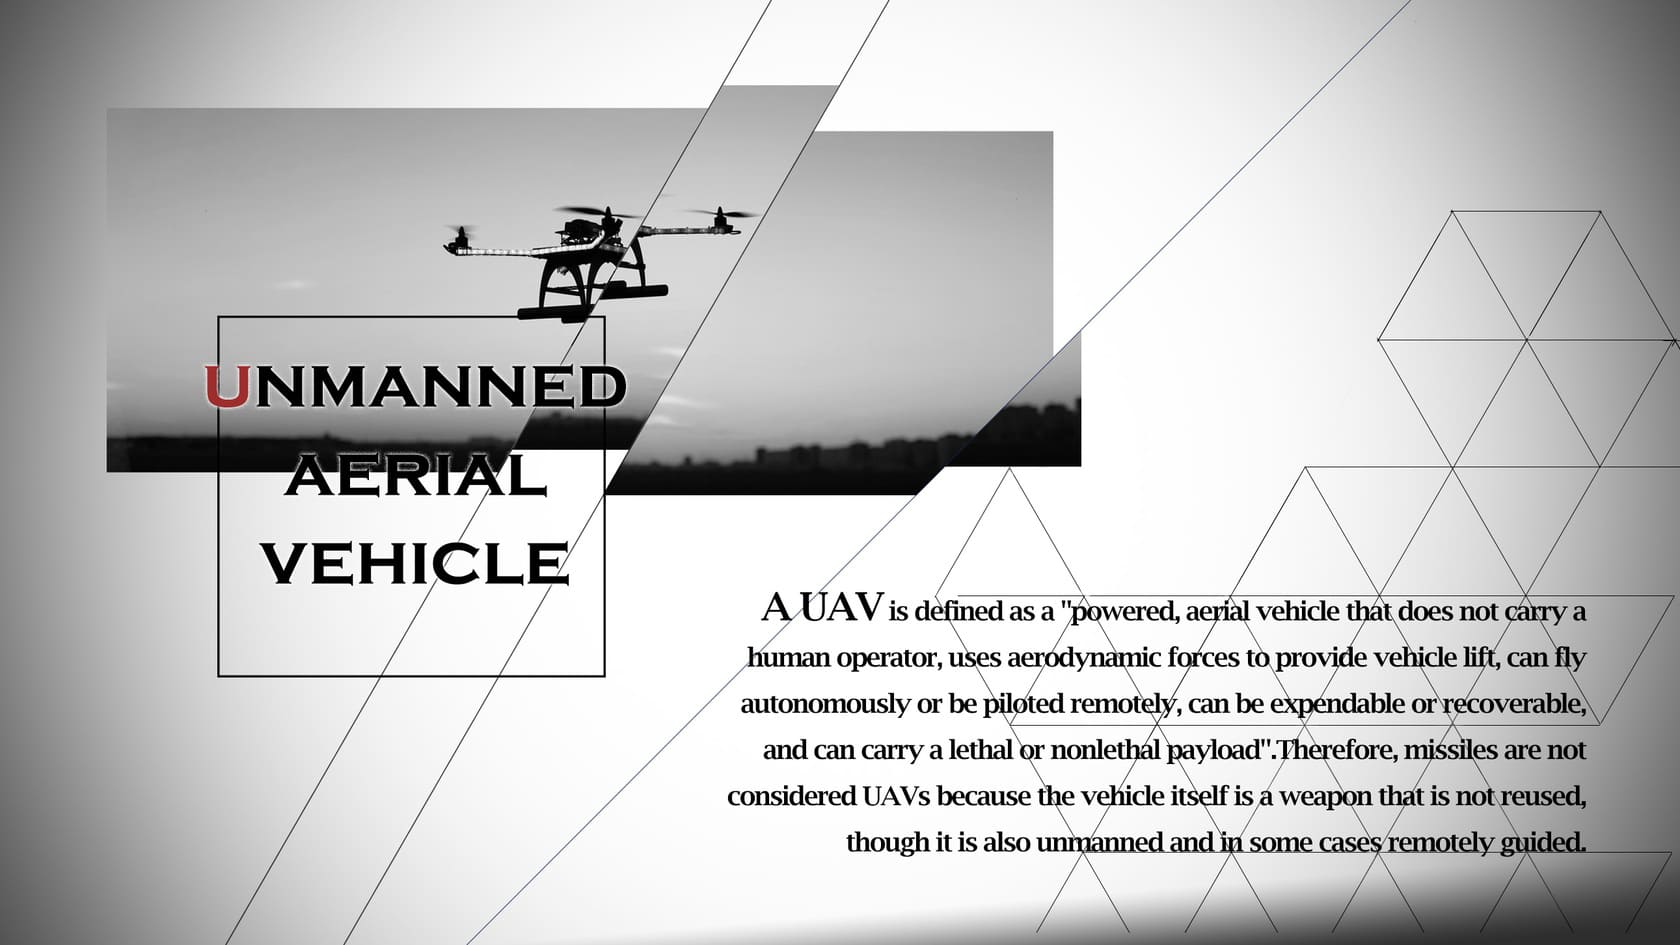 UNMANNED
AERIAL
VEHICLE
A UAV is defined as a "powered, aerial vehicle that does not carry a
human operator, uses aerodynamic forces to provide vehicle lift, can fly
autonomously or be piloted remotely, can be expendable or recoverable,
and can carry a lethal or nonlethal payload".Therefore, missiles are not
considered UAVs because the vehicle itself is a weapon that is not reused,
though it is also unmanned and in some cases remotely guided.